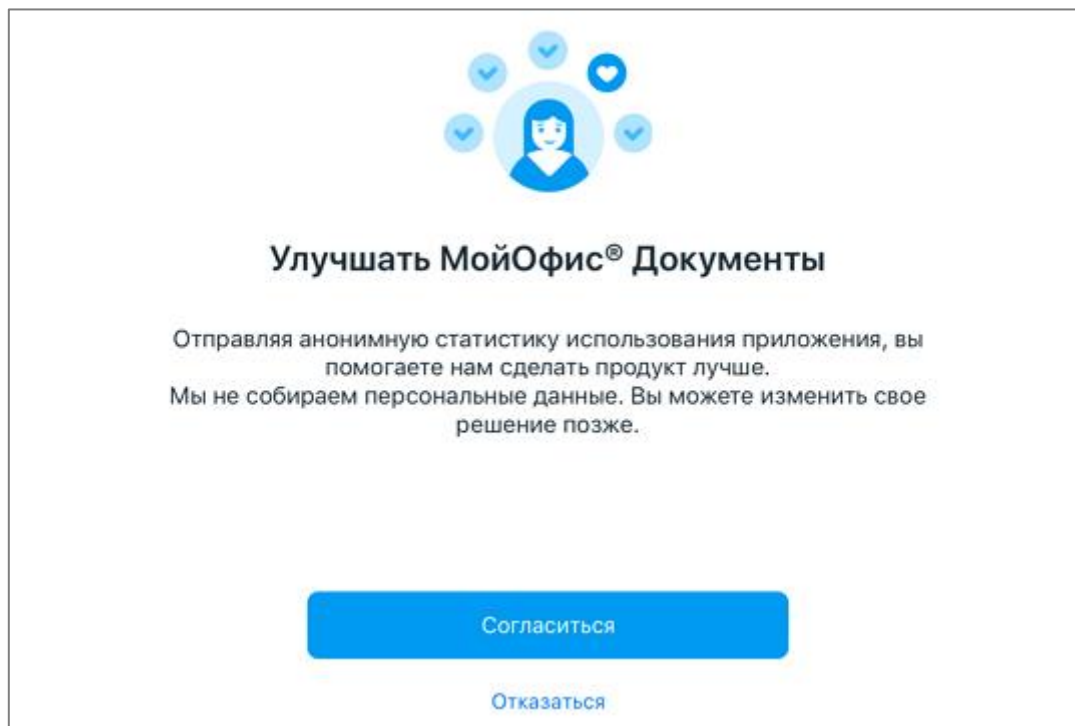 Улучшать МойОфис® Документы
Отправляя анонимную статистику использования приложения, вы
помогаете нам сделать продукт лучше.
Мы не собираем персональные данные. Вы можете изменить свое
решение позже.
Согласиться
Отказаться